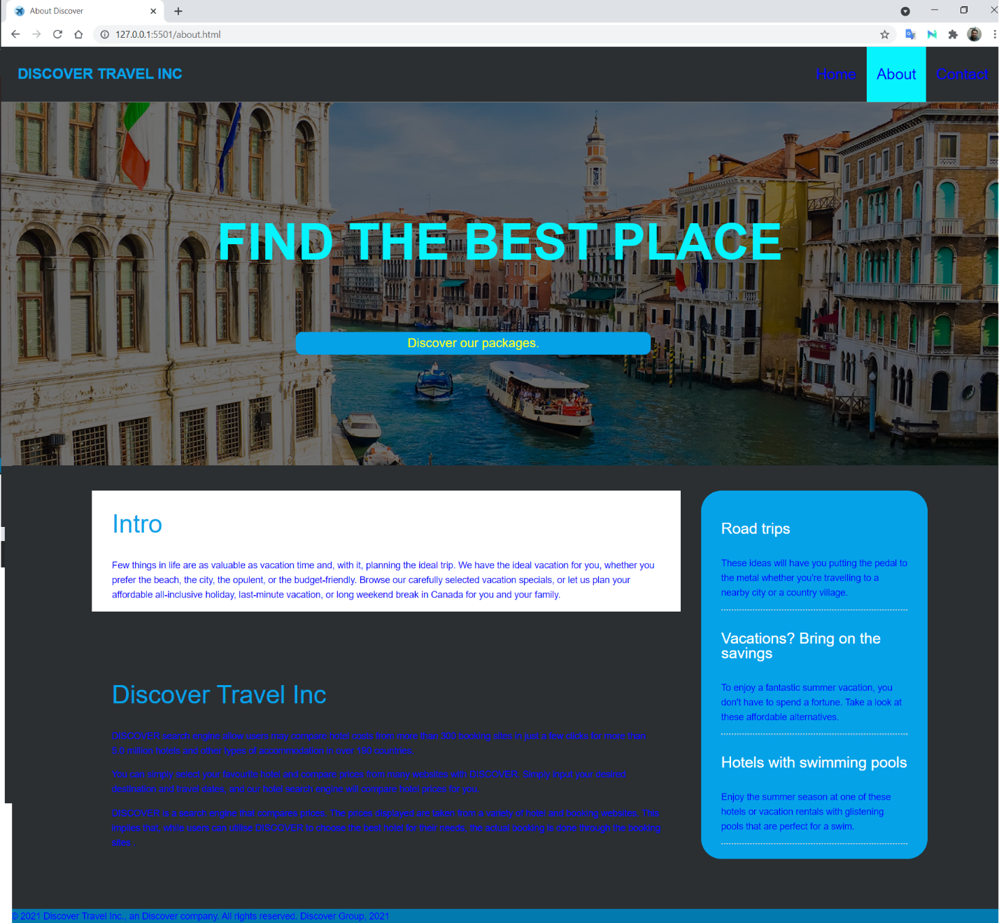 About Discover
127.0.0.1:5501/about.html
DISCOVER TRAVEL INC
Home
About
Contact
FIND THE BEST PLACE
Discover our packages.
Intro
Few things in life are as valuable as vacation time and, with it, planning the ideal trip. We have the ideal vacation for you, whether you
prefer the beach, the city, the opulent, or the budget-friendly. Browse our carefully selected vacation specials, or let us plan your
affordable all-inclusive holiday, last-minute vacation, or long weekend break in Canada for you and your family.
Discover Travel Inc
DISCOVER search engine allow users may compare hotel costs from more than 300 booking sites in just a few clicks for more than
5.0 million hotels and other types of accommodation in over 190 countries.
You can simply select your favourite hotel and compare prices from many websites with DISCOVER. Simply input your desired
destination and travel dates, and our hotel search engine will compare hotel prices for you.
DISCOVER is a search engine that compares prices. The prices displayed are taken from a variety of hotel and booking websites. This
implies that, while users can utilise DISCOVER to choose the best hotel for their needs, the actual booking is done through the booking
sites .
Road trips
These ideas will have you putting the pedal to
the metal whether you're travelling to a
nearby city or a country village.
Vacations? Bring on the
savings
To enjoy a fantastic summer vacation, you
don't have to spend a fortune. Take a look at
these affordable alternatives.
Hotels with swimming pools
Enjoy the summer season at one of these
hotels or vacation rentals with glistening
pools that are perfect for a swim.
© 2021 Discover Travel Inc., an Discover company. All rights reserved. Discover Group, 2021